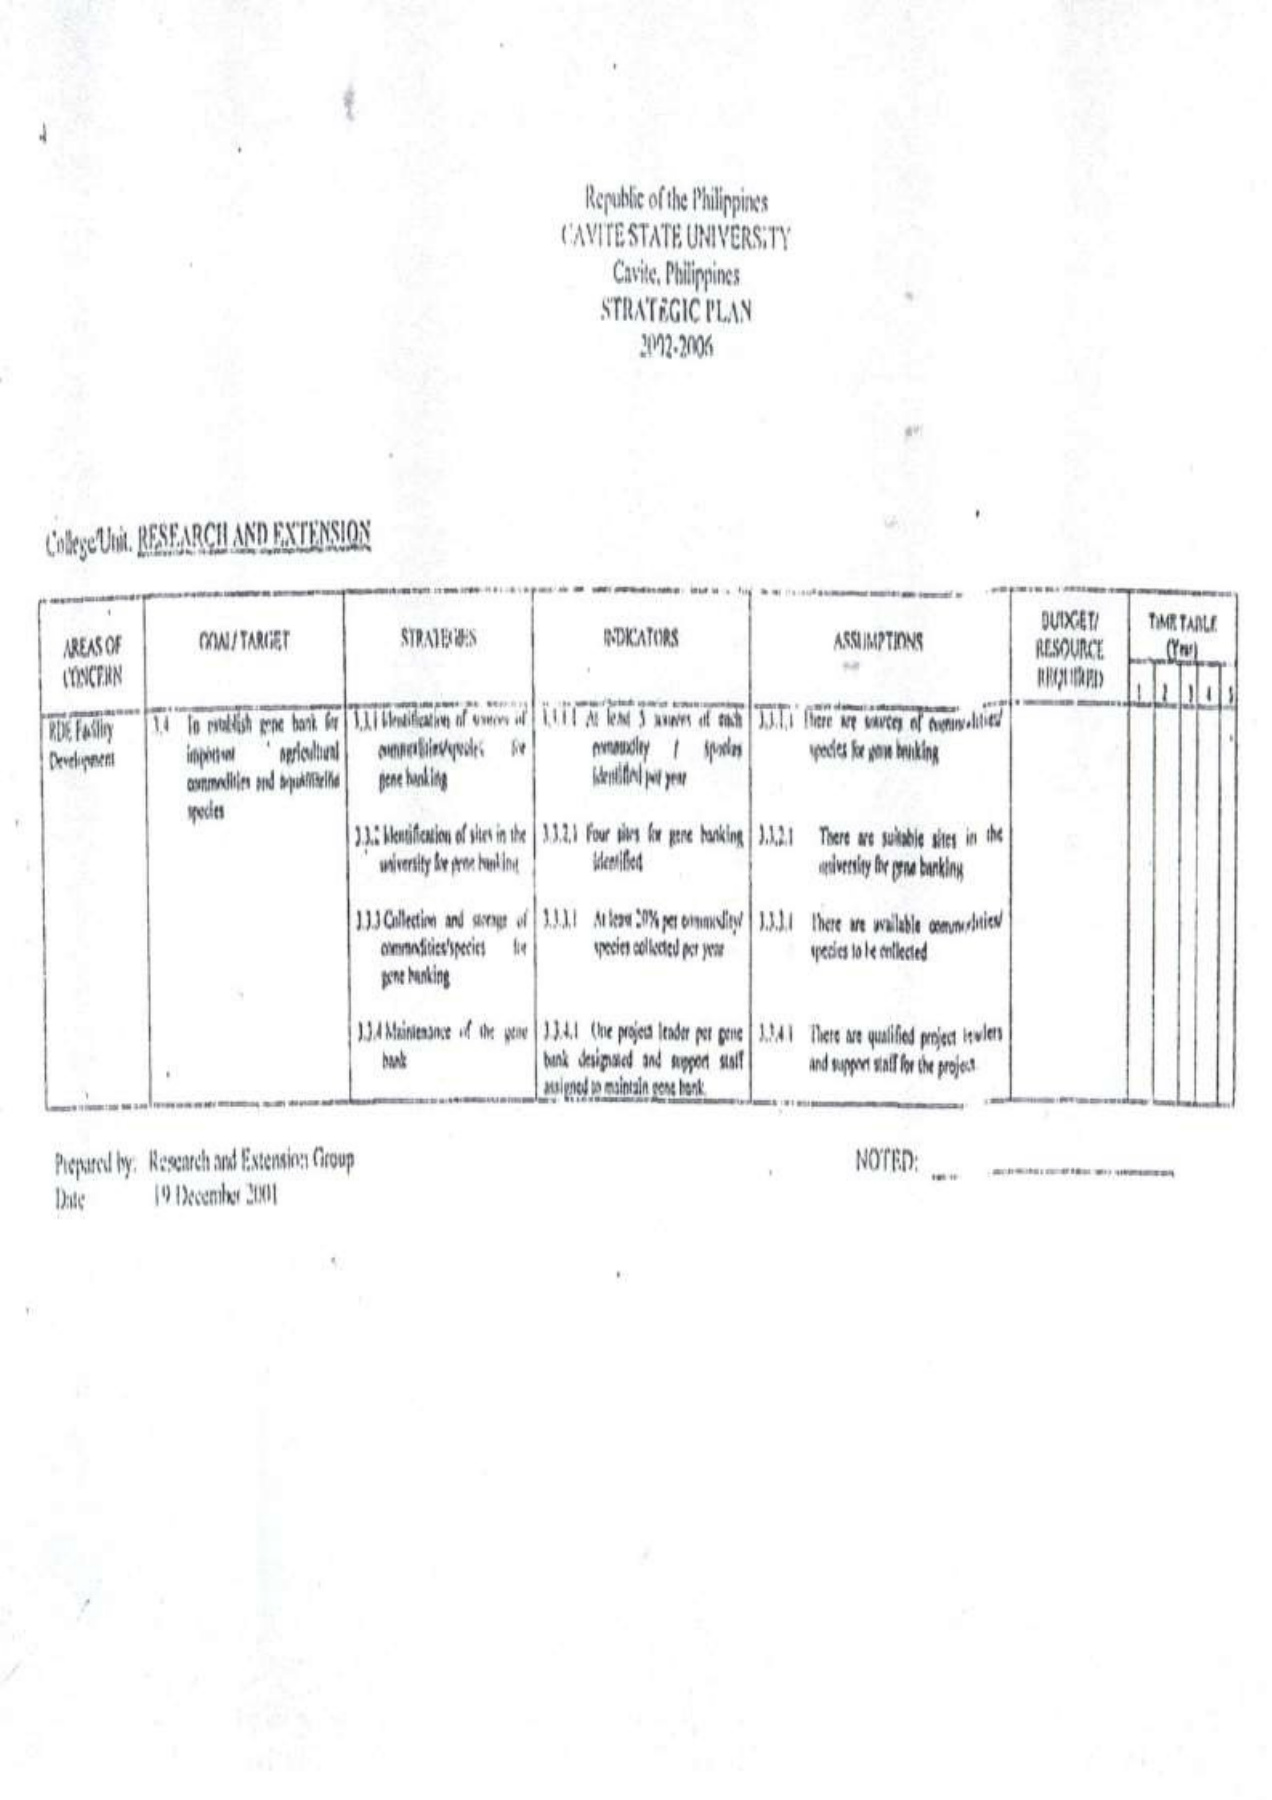 Republic of the Philippines
CAVITE STATE UNIVERSITY
Cavite, Philippines
STRATEGIC PLAN
2002-2006
College/Unit. RESEARCH AND EXTENSION
AREAS OF
CONCERN
GOAL/TARGET
STRATEGIES
INDICATORS
ASSUMPTIONS
BUDGET/
RESOURCE
REQUIRED
TIME TABLE
(Year)
1 2 3 4 5
RDE Facility
Development
3.4 To establish gene bank for
important agricultural
commodities and
species
3.3.1 Identification of sources of
commodities/species for
gene banking
3.3.2 Identification of sites in the
university for gene banking
3.3.3 Collection and storage of
commodities/species for
gene banking
3.3.4 Maintenance of the gene
bank
3.3.1.1 At least 3 sources of each
commodity / species
identified per year
3.3.2.1 Four sites for gene banking
identified
3.3.3.1 At least 20% per commodity/
species collected per year
3.3.4.1 One project leader per gene
bank designated and support staff
assigned to maintain gene bank.
3.3.1.1 There are sources of commodities/
species for gene banking
3.3.2.1 There are suitable sites in the
university for gene banking
3.3.3.1 There are available commodities/
species to be collected
3.3.4.1 There are qualified project leaders
and support staff for the project.
Prepared by: Research and Extension Group
Date 19 December 2001
NOTED: